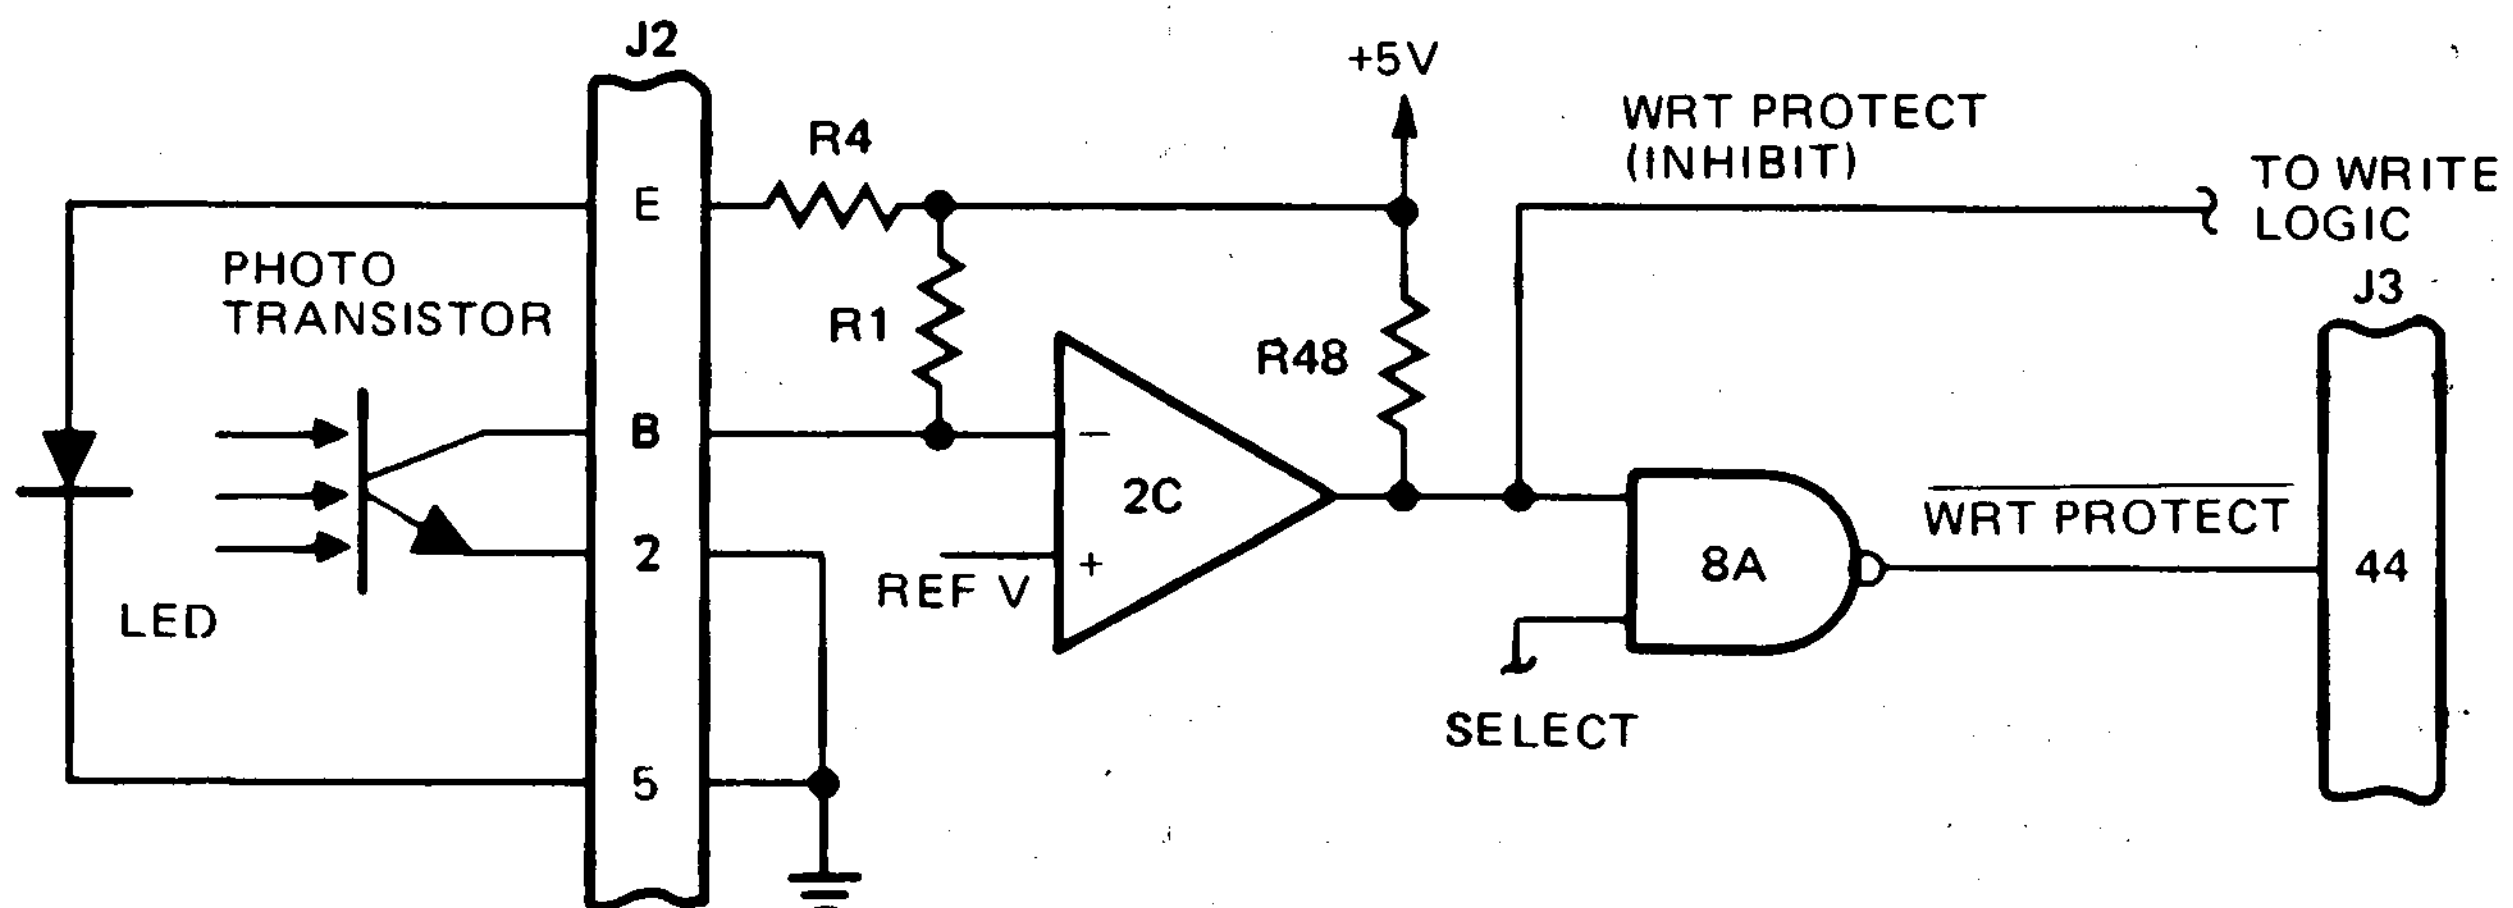 J2
+5V
WRT PROTECT
(INHIBIT)
R4
TO WRITE
LOGIC
E
PHOTO
TRANSISTOR
J3
R1
R48
B
−
2C
WRT PROTECT
2
+
REF V
8A
44
LED
SELECT
5